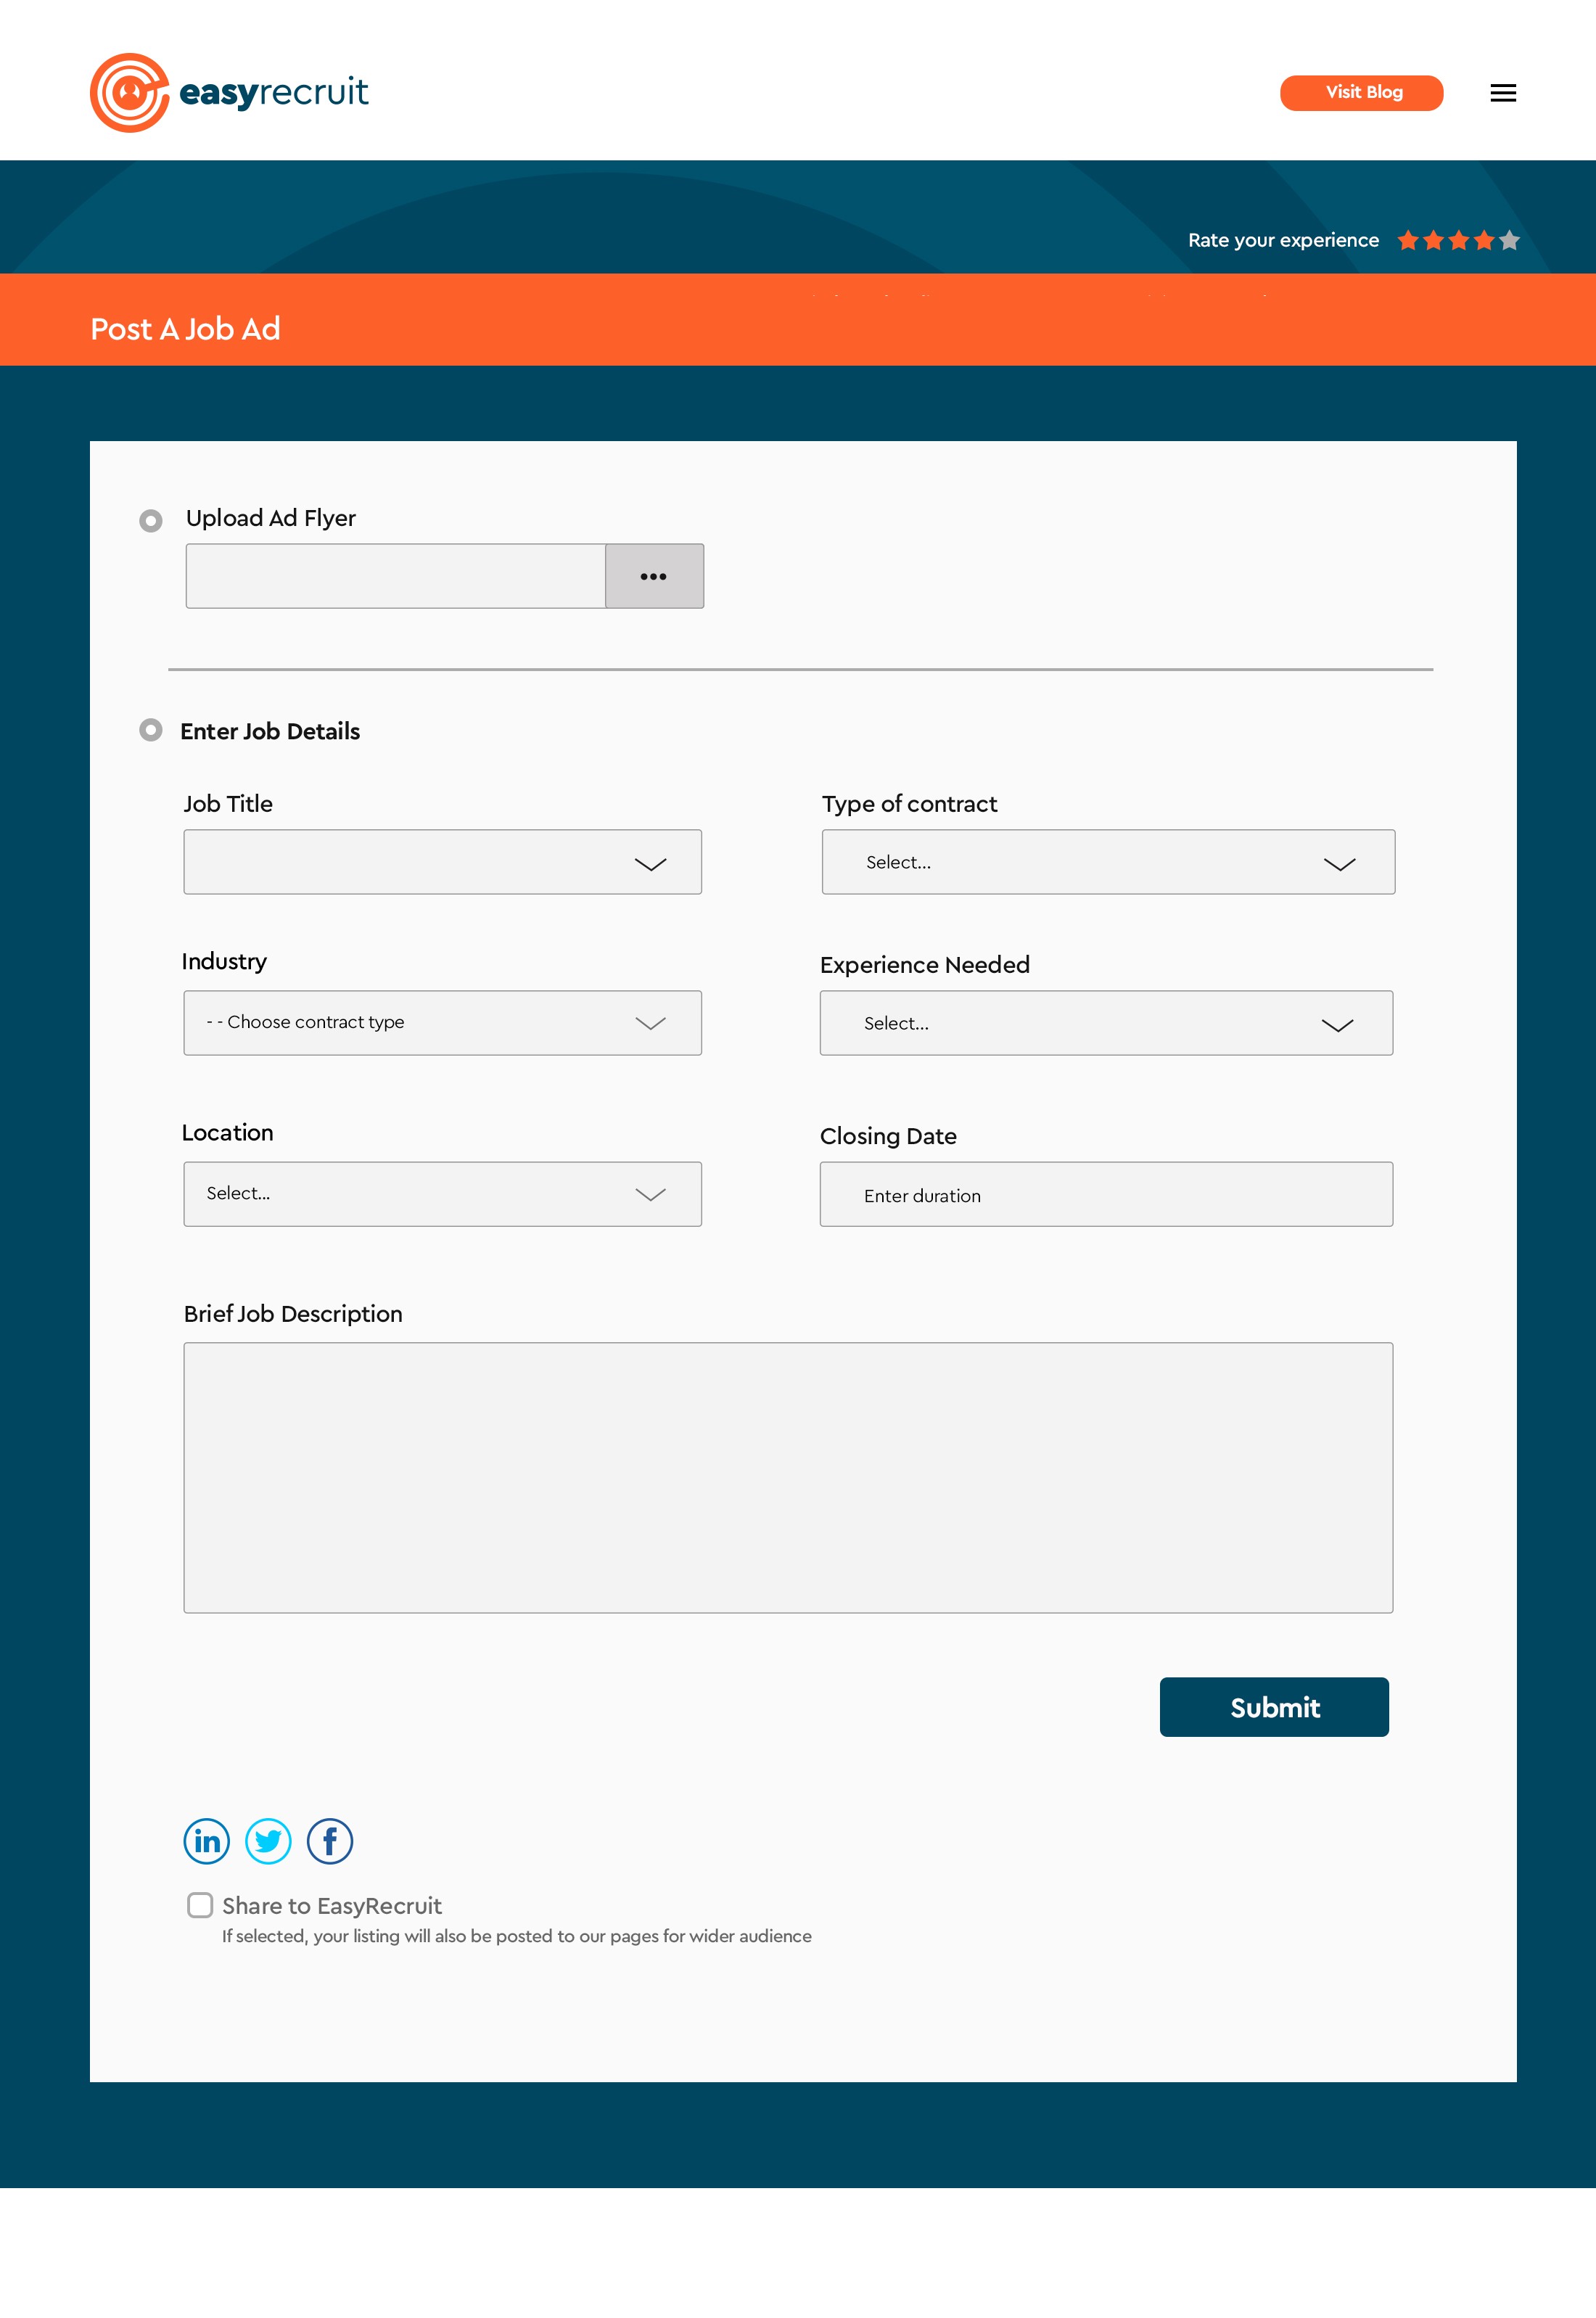 easyrecruit
Visit Blog
Rate your experience
Post A Job Ad
Upload Ad Flyer
•••
Enter Job Details
Job Title
Type of contract
Select...
Industry
Experience Needed
- - Choose contract type
Select...
Location
Closing Date
Select...
Enter duration
Brief Job Description
Submit
in
f
Share to EasyRecruit
If selected, your listing will also be posted to our pages for wider audience